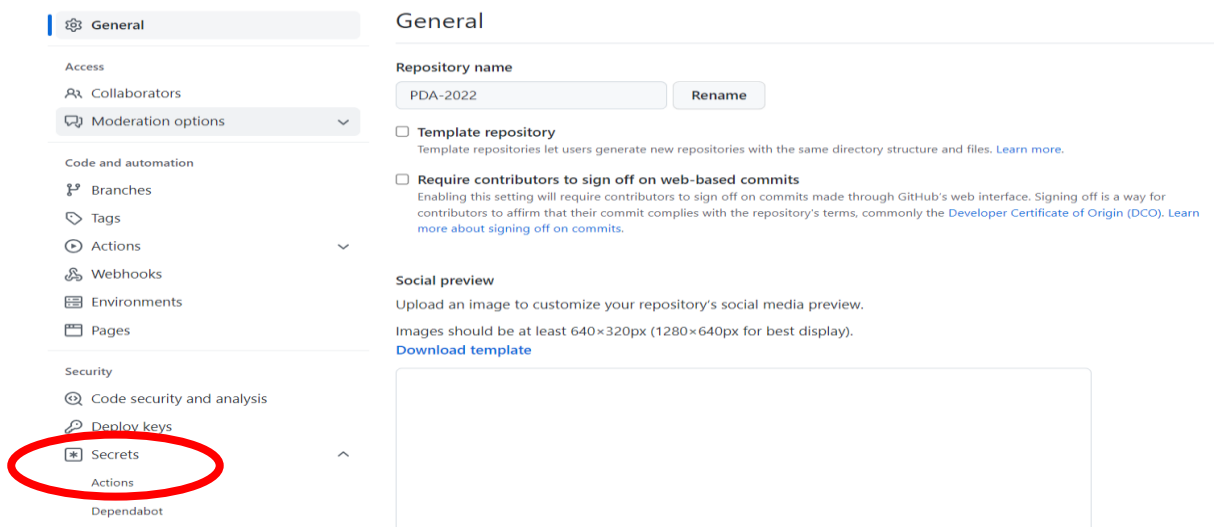 General
Access
Collaborators
Moderation options
Code and automation
Branches
Tags
Actions
Webhooks
Environments
Pages
Security
Code security and analysis
Deploy keys
Secrets
Actions
Dependabot
General
Repository name
PDA-2022 Rename
Template repository
Template repositories let users generate new repositories with the same directory structure and files. Learn more.
Require contributors to sign off on web-based commits
Enabling this setting will require contributors to sign off on commits made through GitHub's web interface. Signing off is a way for
contributors to affirm that their commit complies with the repository's terms, commonly the Developer Certificate of Origin (DCO). Learn
more about signing off on commits.
Social preview
Upload an image to customize your repository's social media preview.
Images should be at least 640×320px (1280×640px for best display).
Download template